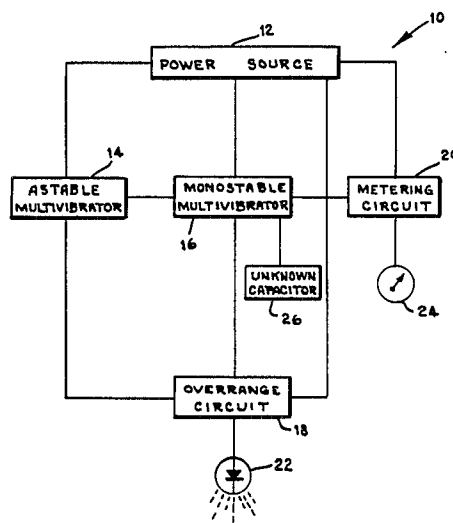 12
10
POWER SOURCE
14
20
ASTABLE
MULTIVIBRATOR
MONOSTABLE
MULTIVIBRATOR
METERING
CIRCUIT
16
UNKNOWN
CAPACITOR
26
24
OVERRANGE
CIRCUIT
18
22